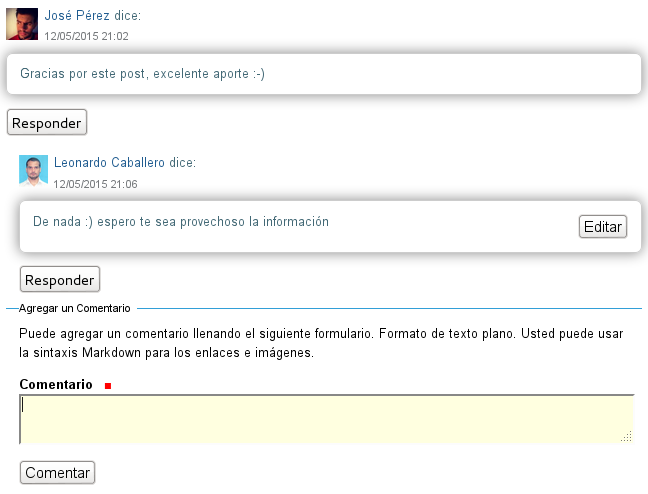 José Pérez dice:
12/05/2015 21:02
Gracias por este post, excelente aporte :-)
Responder
Leonardo Caballero dice:
12/05/2015 21:06
De nada :) espero te sea provechoso la información
Editar
Responder
Agregar un Comentario
Puede agregar un comentario llenando el siguiente formulario. Formato de texto plano. Usted puede usar
la sintaxis Markdown para los enlaces e imágenes.
Comentario
Comentar